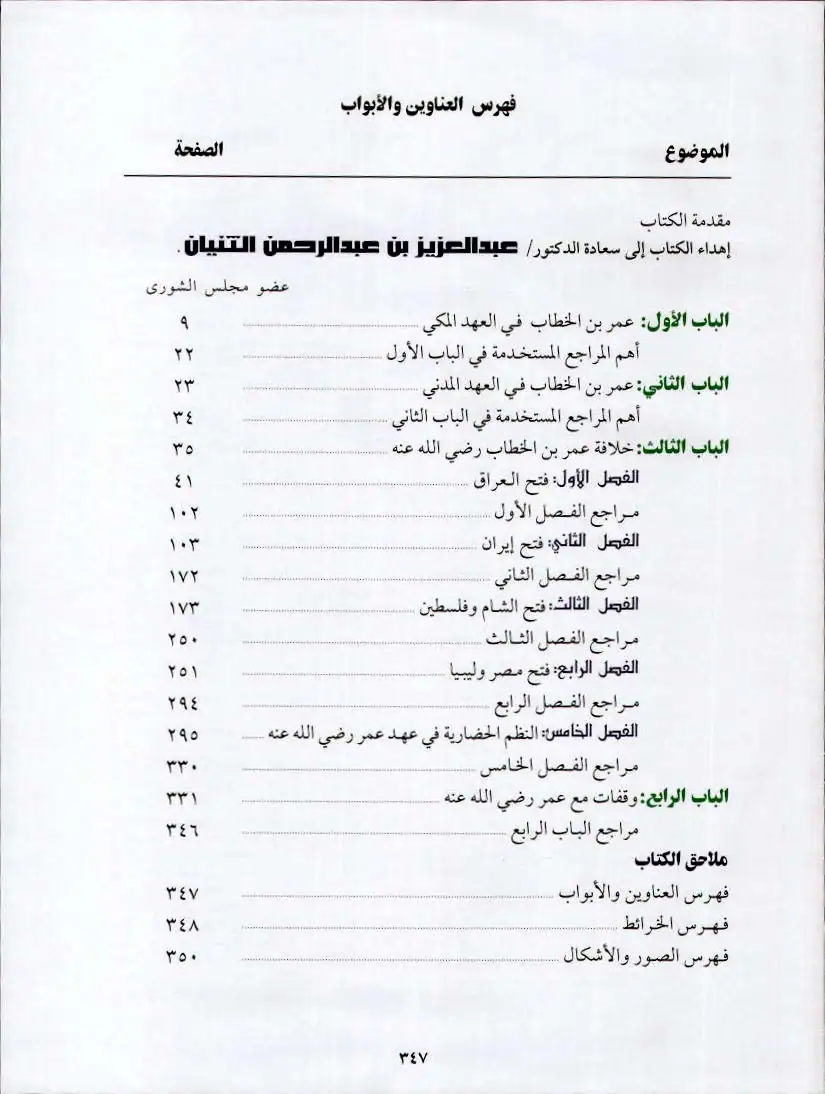 فهرس العناوين والأبواب
الموضوع الصفحة
مقدمة الكتاب
إهداء الكتاب إلى سعادة الدكتور/ عبدالعزيز بن عبدالرحمن الثنيان .
عضو مجلس الشورى
الباب الأول: عمر بن الخطاب في العهد المكي ٩
أهم المراجع المستخدمة في الباب الأول ٢٢
الباب الثاني: عمر بن الخطاب في العهد المدني ٢٣
أهم المراجع المستخدمة في الباب الثاني ٣٤
الباب الثالث: خلافة عمر بن الخطاب رضي الله عنه ٣٥
الفصل الأول: فتح العراق ٤١
مراجع الفصل الأول ١٠٢
الفصل الثاني: فتح إيران ١٠٣
مراجع الفصل الثاني ١٧٢
الفصل الثالث: فتح الشام وفلسطين ١٧٣
مراجع الفصل الثالث ٢٥٠
الفصل الرابع: فتح مصر وليبيا ٢٥١
مراجع الفصل الرابع ٢٩٤
الفصل الخامس: النظم الحضارية في عهد عمر رضي الله عنه ٢٩٥
مراجع الفصل الخامس ٣٣٠
الباب الرابع: وقفات مع عمر رضي الله عنه ٣٣١
مراجع الباب الرابع ٣٤٦
ملاحق الكتاب
فهرس العناوين والأبواب ٣٤٧
فهرس الخرائط ٣٤٨
فهرس الصور والأشكال ٣٥٠
٣٤٧